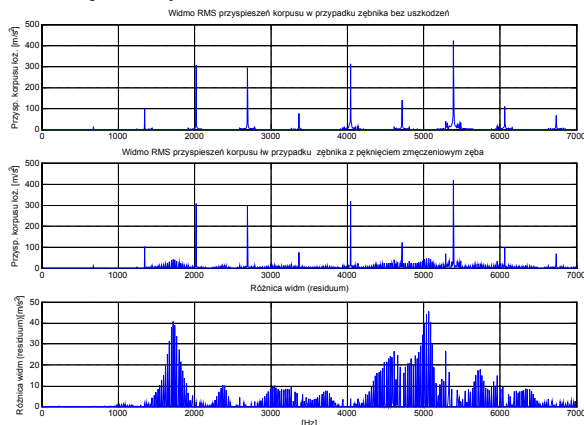 Widmo RMS przyspieszeń korpusu w przypadku zębnika bez uszkodzeń
Przysp. korpusu łoż. [m/s²]
500
400
300
200
100
0
0 1000 2000 3000 4000 5000 6000 7000
Widmo RMS przyspieszeń korpusu łw przypadku zębnika z pęknięciem zmęczeniowym zęba
Przysp. korpusu łoż. [m/s²]
500
400
300
200
100
0
0 1000 2000 3000 4000 5000 6000 7000
Różnica widm (residuum)
Różnica widm (residuum)[m/s²]
50
40
30
20
10
0
0 1000 2000 3000 4000 5000 6000 7000
[Hz]